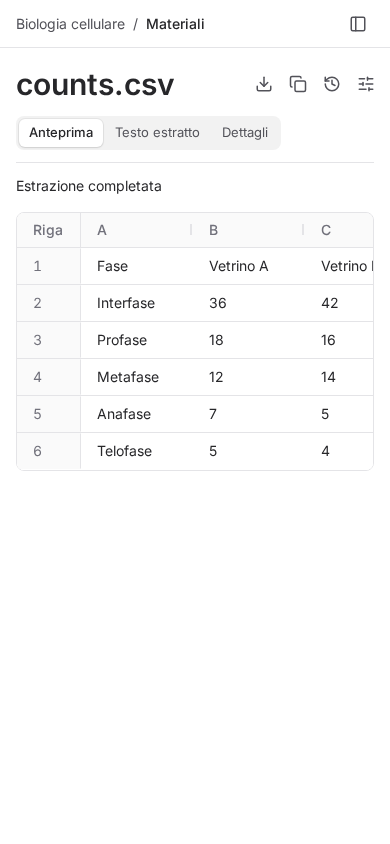 Biologia cellulare / Materiali
counts.csv
Anteprima Testo estratto Dettagli
Estrazione completata
Riga A B C
1 Fase Vetrino A Vetrino
2 Interfase 36 42
3 Profase 18 16
4 Metafase 12 14
5 Anafase 7 5
6 Telofase 5 4